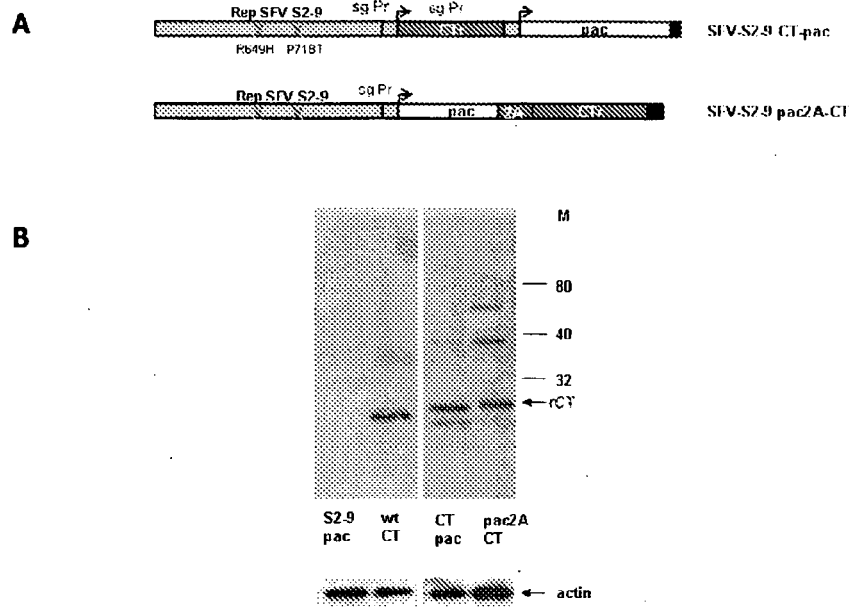 A
Rep SFV S2-9 sg Pr sg Pr
CT pac SFV-S2-9 CT-pac
R649H P718T
Rep SFV S2-9 sg Pr
pac 2A CT SFV-S2-9 pac2A-CT
B
M
80
40
32
rCT
S2-9 wt CT pac2A
pac CT pac CT
actin